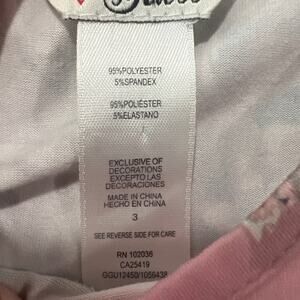 95%POLYESTER
5%SPANDEX
95%POLIÉSTER
5%ELASTANO
EXCLUSIVE OF
DECORATIONS
EXCEPTO LAS
DECORACIONES
MADE IN CHINA
HECHO EN CHINA
3
SEE REVERSE SIDE FOR CARE
RN 102036
CA25419
GGU12450/1056438